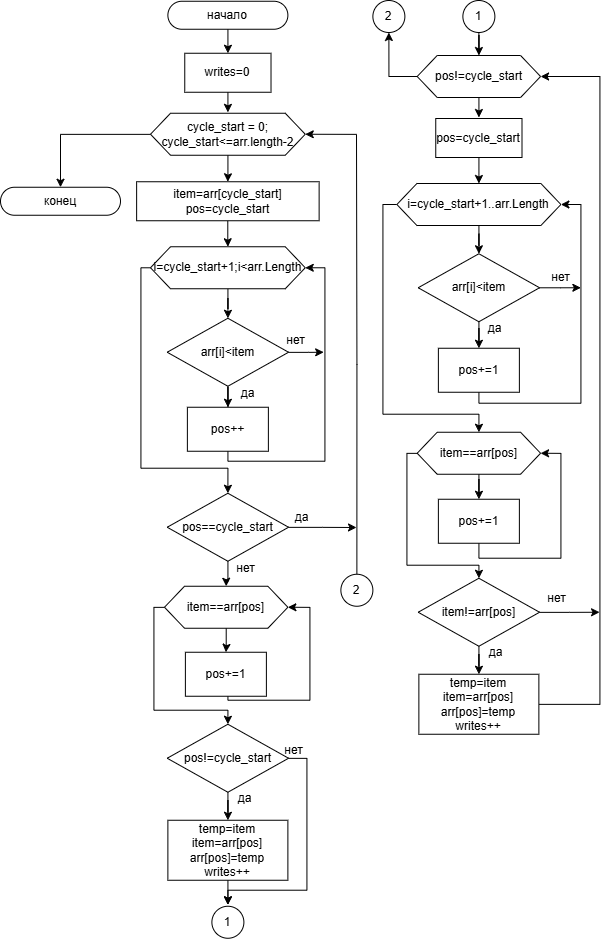 начало
writes=0
cycle_start = 0;
cycle_start<=arr.length-2
конец
item=arr[cycle_start]
pos=cycle_start
i=cycle_start+1;i<arr.Length
arr[i]<item
нет
да
pos++
pos==cycle_start
да
нет
2
item==arr[pos]
pos+=1
pos!=cycle_start
нет
да
temp=item
item=arr[pos]
arr[pos]=temp
writes++
1
2
1
pos!=cycle_start
pos=cycle_start
i=cycle_start+1..arr.Length
arr[i]<item
нет
да
pos+=1
item==arr[pos]
pos+=1
item!=arr[pos]
нет
да
temp=item
item=arr[pos]
arr[pos]=temp
writes++